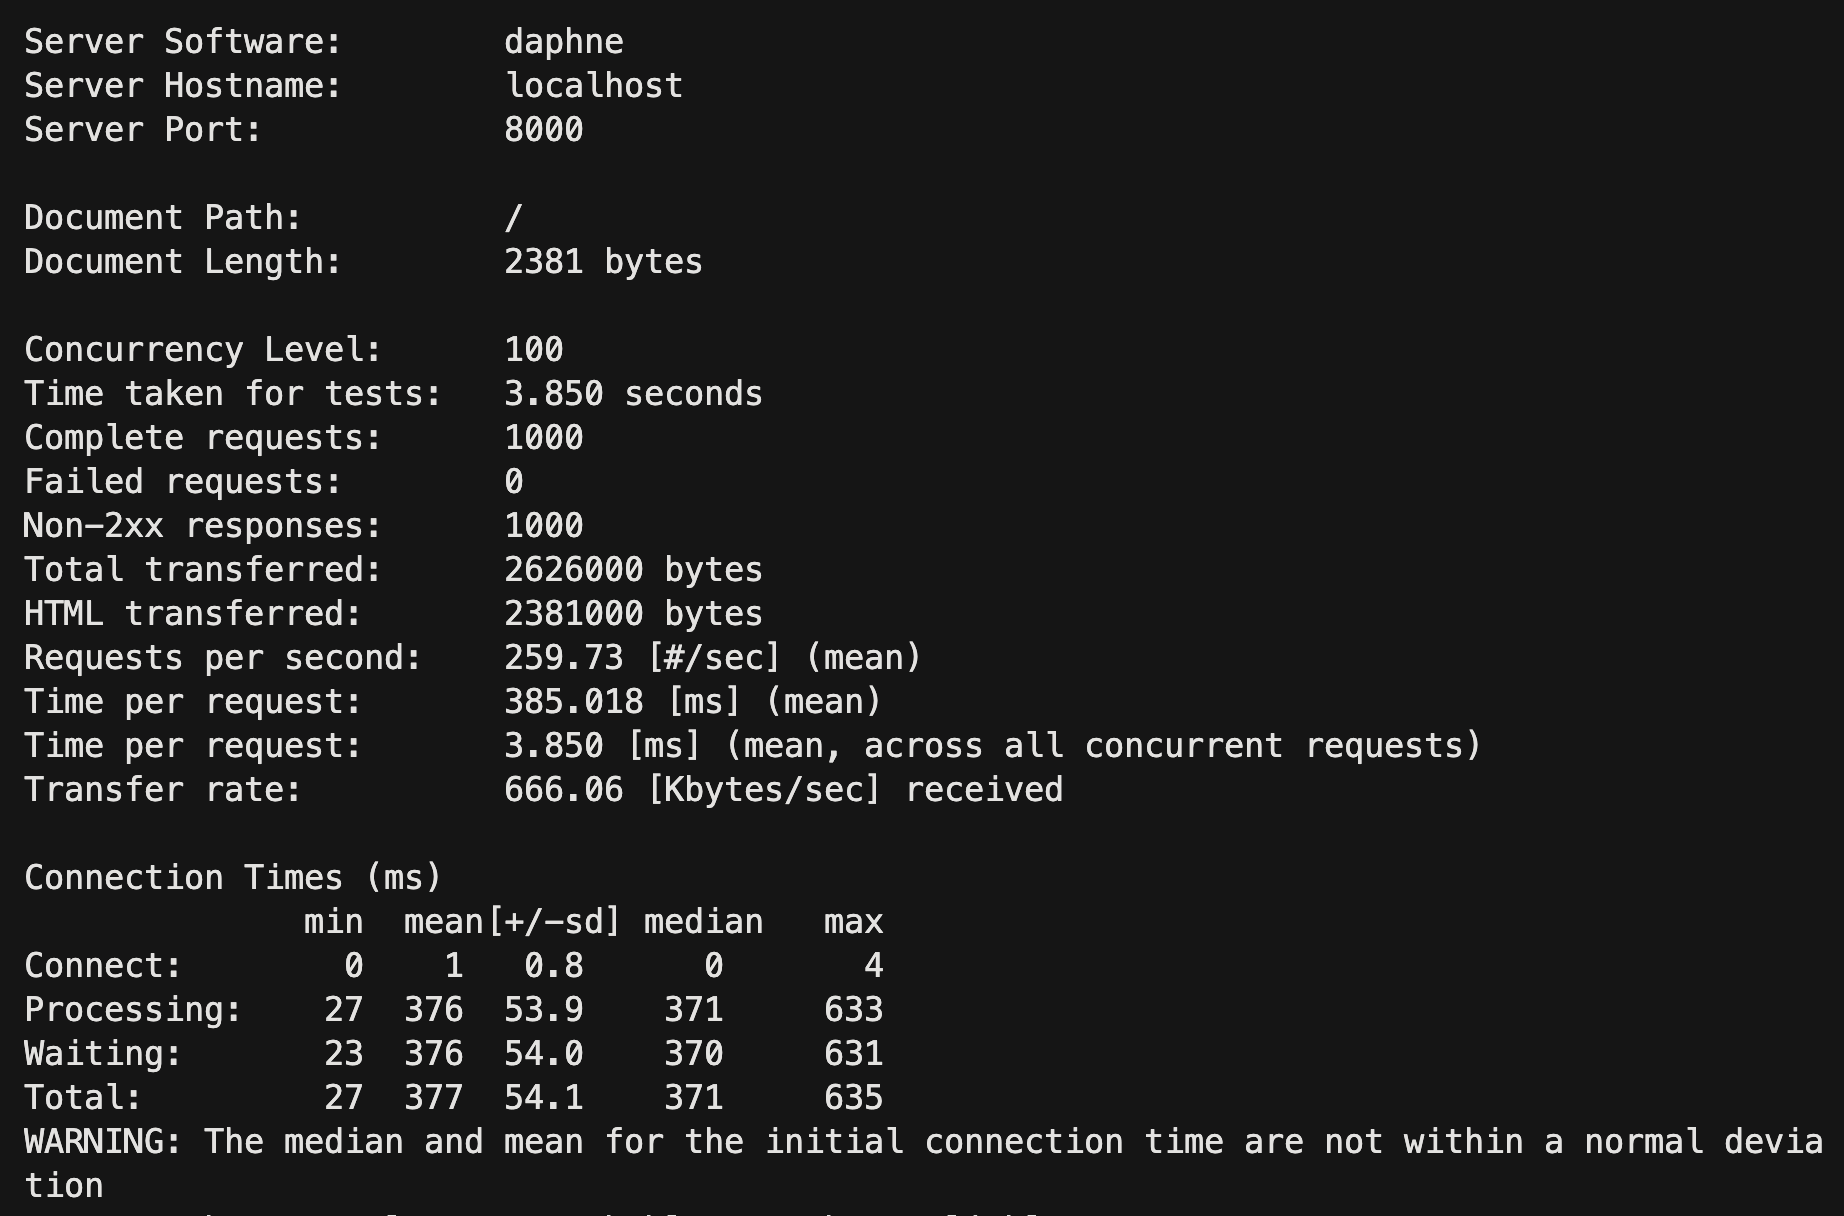 Server Software:        daphne
Server Hostname:        localhost
Server Port:            8000

Document Path:          /
Document Length:        2381 bytes

Concurrency Level:      100
Time taken for tests:   3.850 seconds
Complete requests:      1000
Failed requests:        0
Non-2xx responses:      1000
Total transferred:      2626000 bytes
HTML transferred:       2381000 bytes
Requests per second:    259.73 [#/sec] (mean)
Time per request:       385.018 [ms] (mean)
Time per request:       3.850 [ms] (mean, across all concurrent requests)
Transfer rate:          666.06 [Kbytes/sec] received

Connection Times (ms)
              min  mean[+/-sd] median   max
Connect:        0    1   0.8      0       4
Processing:    27  376  53.9    371     633
Waiting:       23  376  54.0    370     631
Total:         27  377  54.1    371     635
WARNING: The median and mean for the initial connection time are not within a normal devia
tion